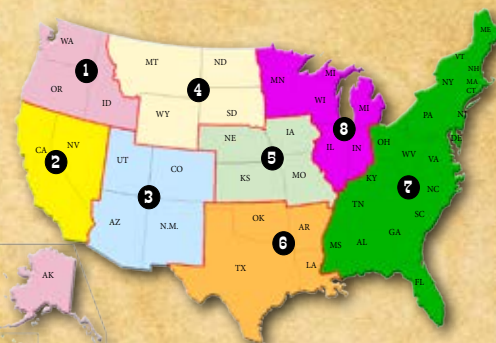 ME
WA
VT
MT
ND
NH
1
4
MN
MI
NY
MA
CT
OR
ID
WI
MI
WY
SD
PA
NJ
8
DE
NV
NE
IA
IL
IN
OH
CA
2
UT
CO
5
WV
VA
KS
MO
KY
7
3
NC
TN
AZ
N.M.
OK
AR
SC
6
GA
MS
AL
TX
LA
AK
FL